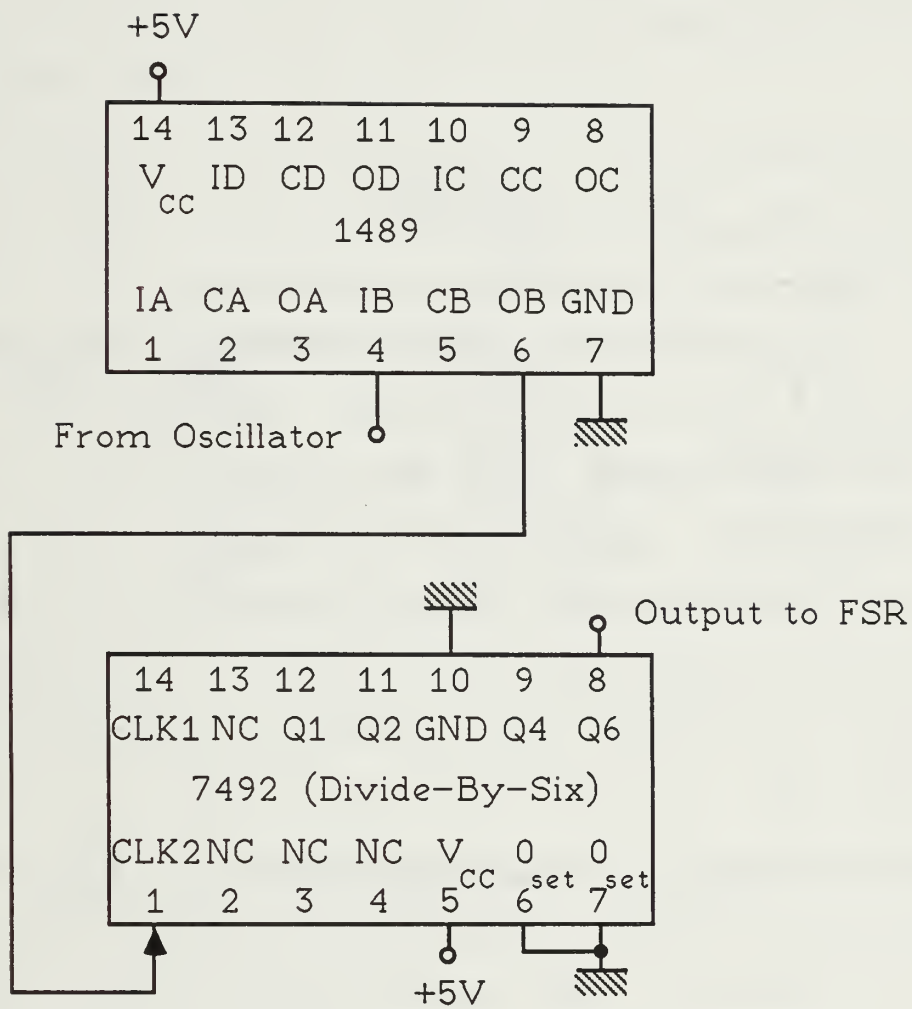 +5V
14 13 12 11 10 9 8
VCC ID CD OD IC CC OC
1489
IA CA OA IB CB OB GND
1 2 3 4 5 6 7
From Oscillator
Output to FSR
14 13 12 11 10 9 8
CLK1 NC Q1 Q2 GND Q4 Q6
7492 (Divide-By-Six)
CLK2 NC NC NC VCC 0set 0set
1 2 3 4 5 6 7
+5V